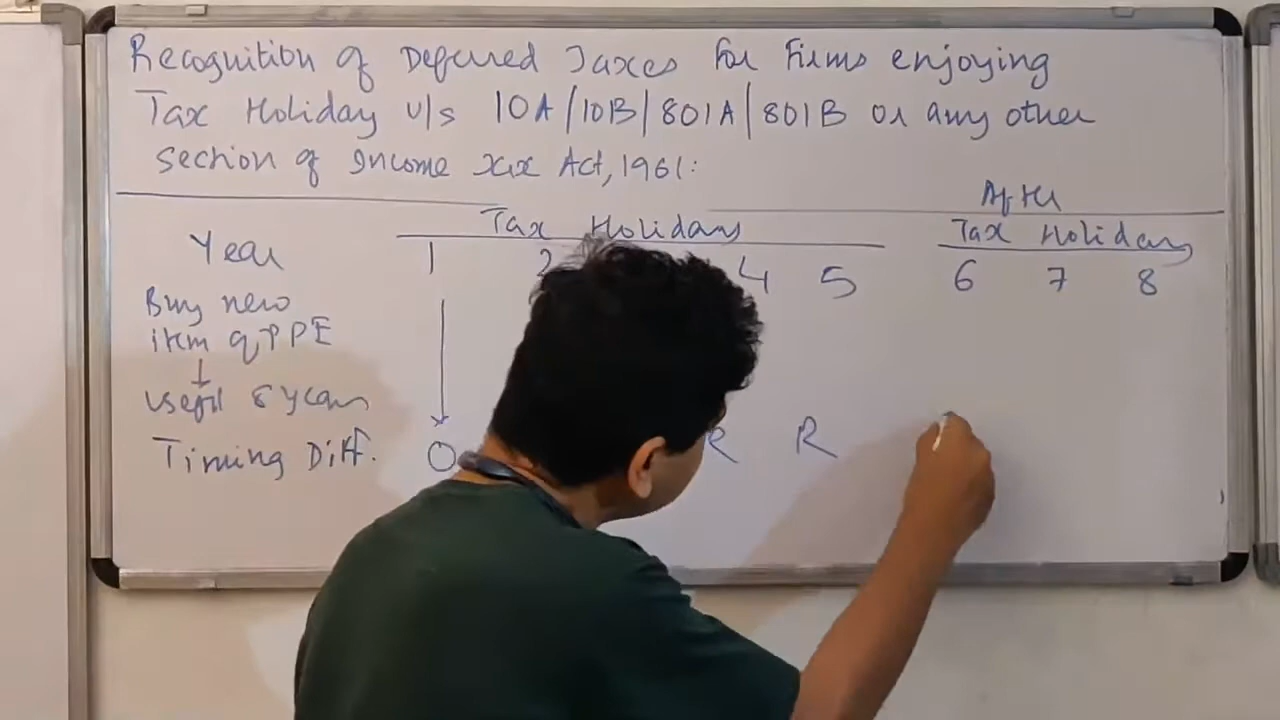 Recognition of Deferred Taxes for Firms enjoying
Tax Holiday u/s 10A/10B/80IA/80IB or any other
Section of Income Tax Act, 1961:
After
Tax Holiday Tax Holiday
Year 1 2 4 5 6 7 8
Buy new
item of PPE
↓
Useful 8 years
Timing Diff. O R R